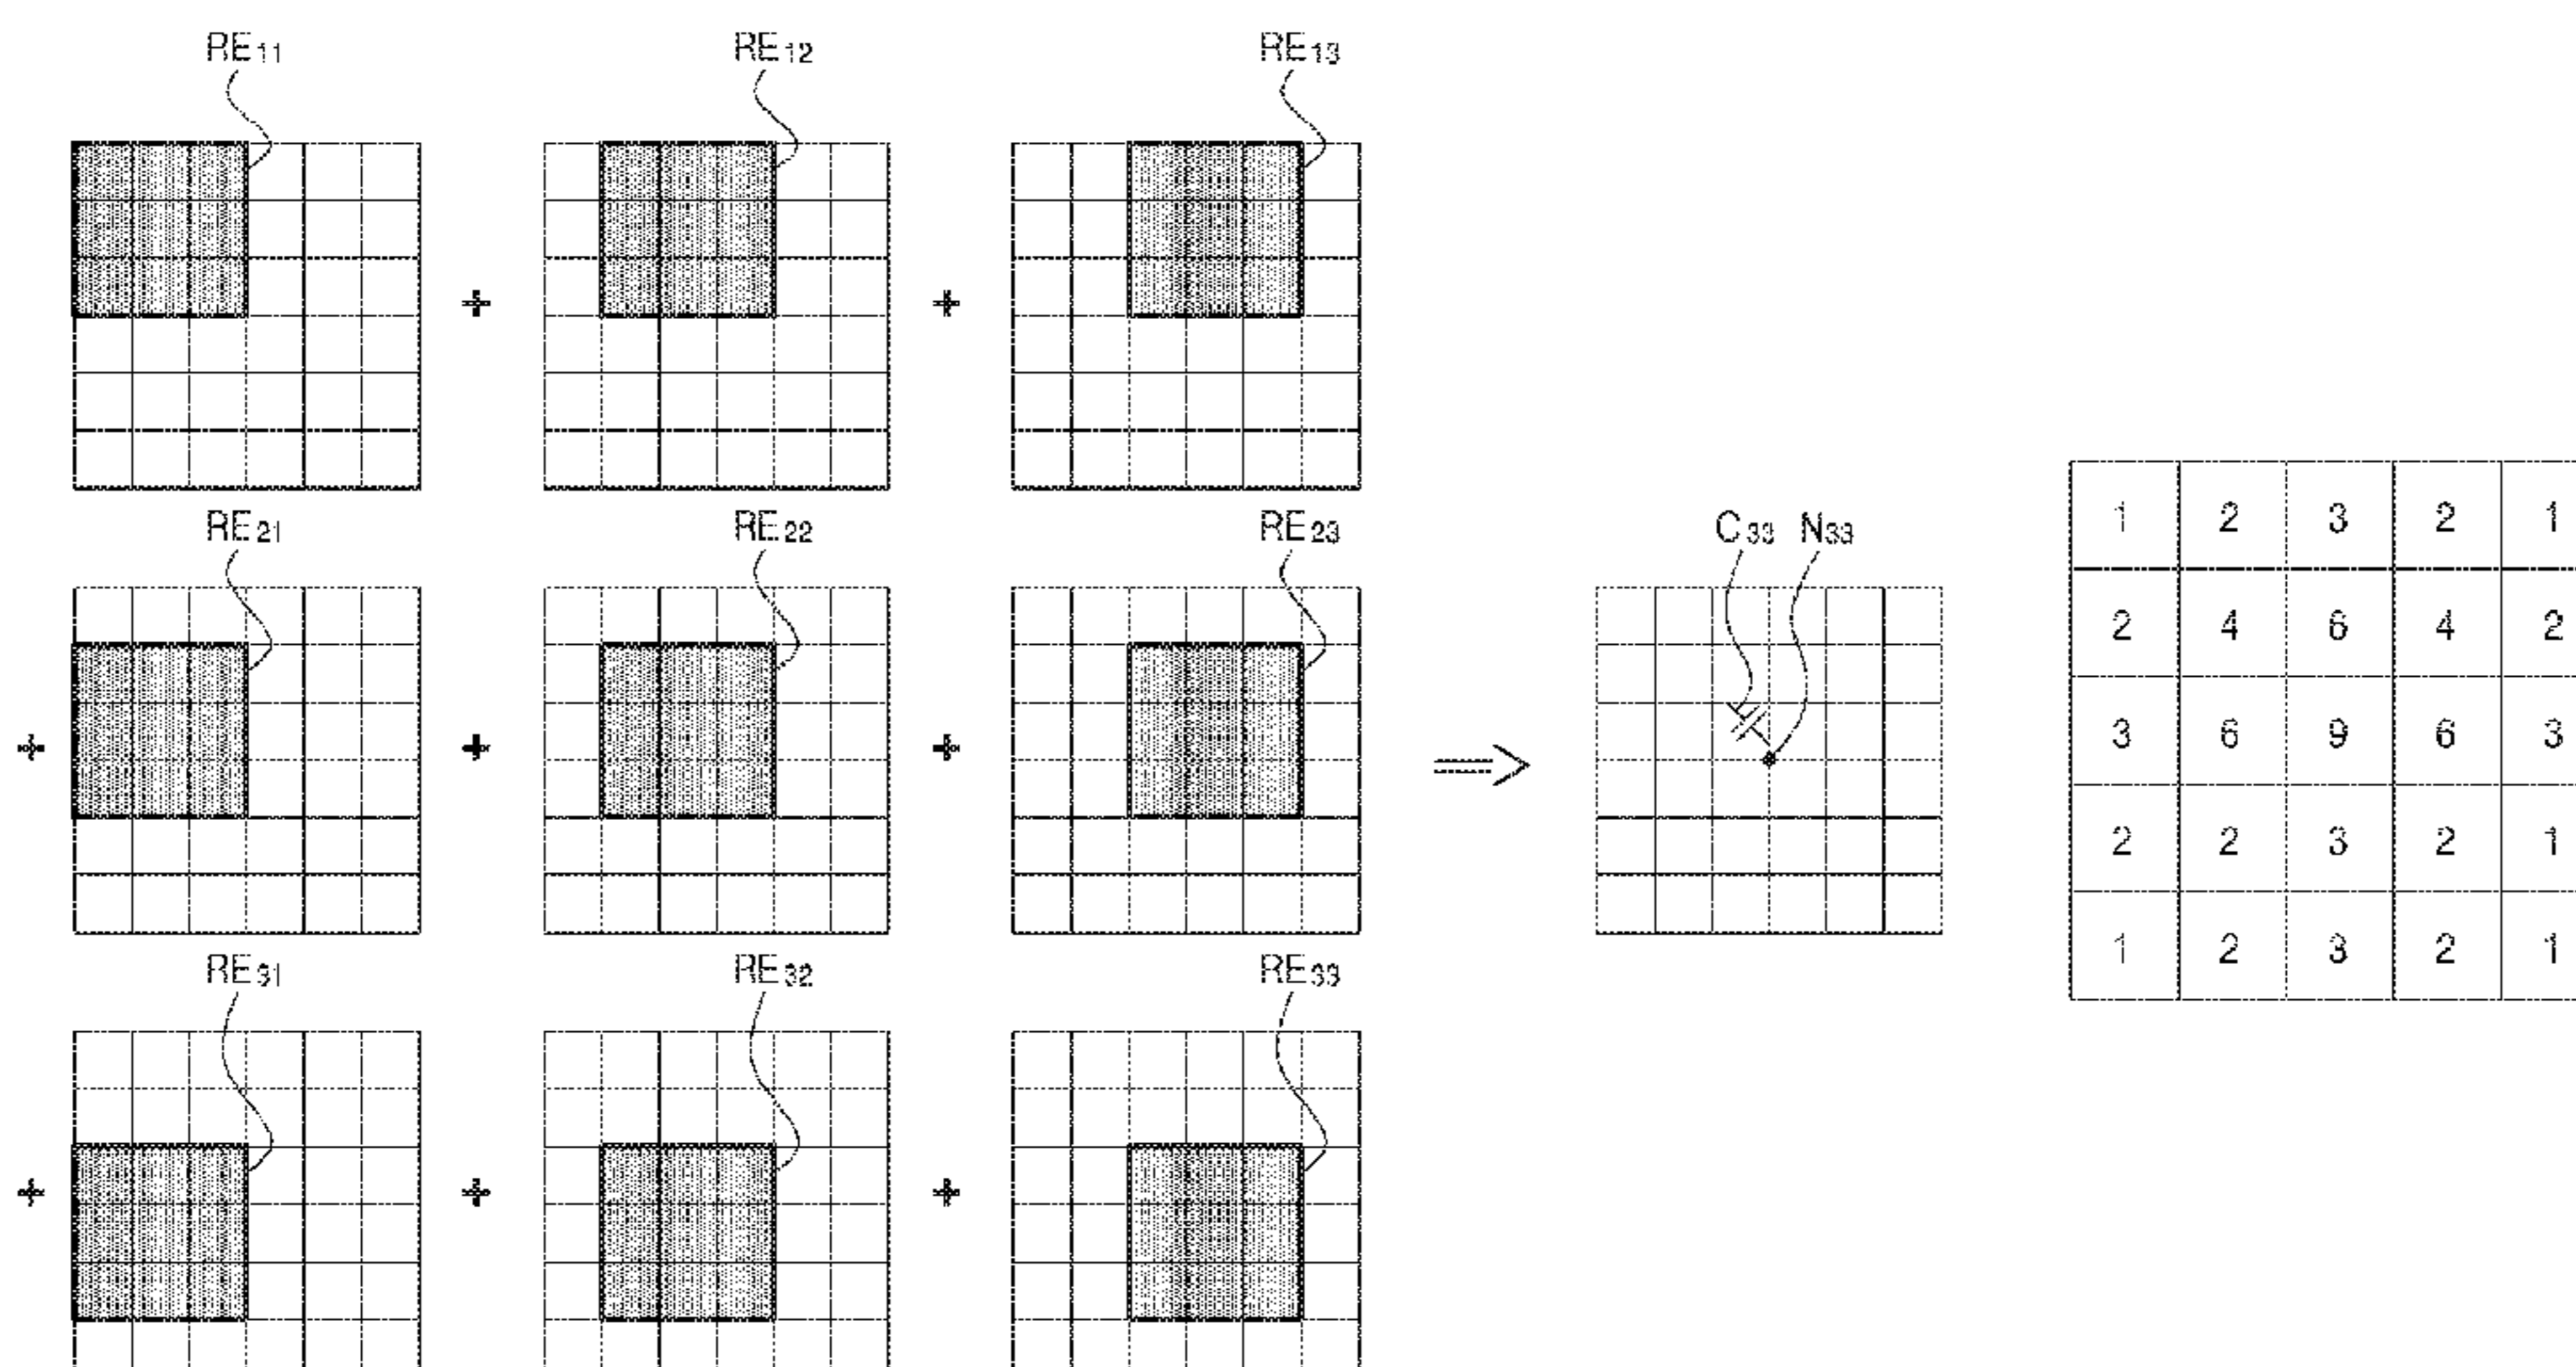 RE11 RE12 RE13
+ +
RE21 RE22 RE23
+ + + ⇒ C33 N33
RE31 RE32 RE33
+ + +
1 2 3 2 1
2 4 6 4 2
3 6 9 6 3
2 2 3 2 1
1 2 3 2 1